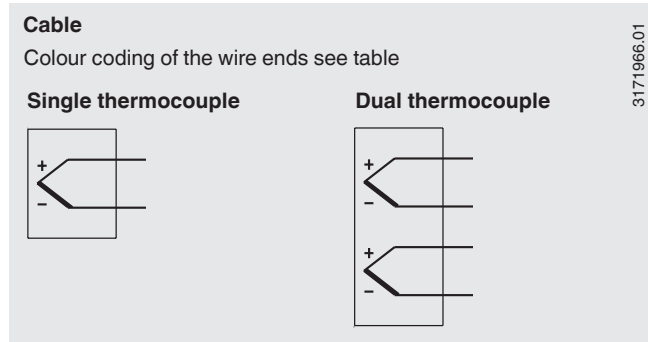 Cable
Colour coding of the wire ends see table
Single thermocouple
Dual thermocouple
+
–
+
–
+
–
3171966.01